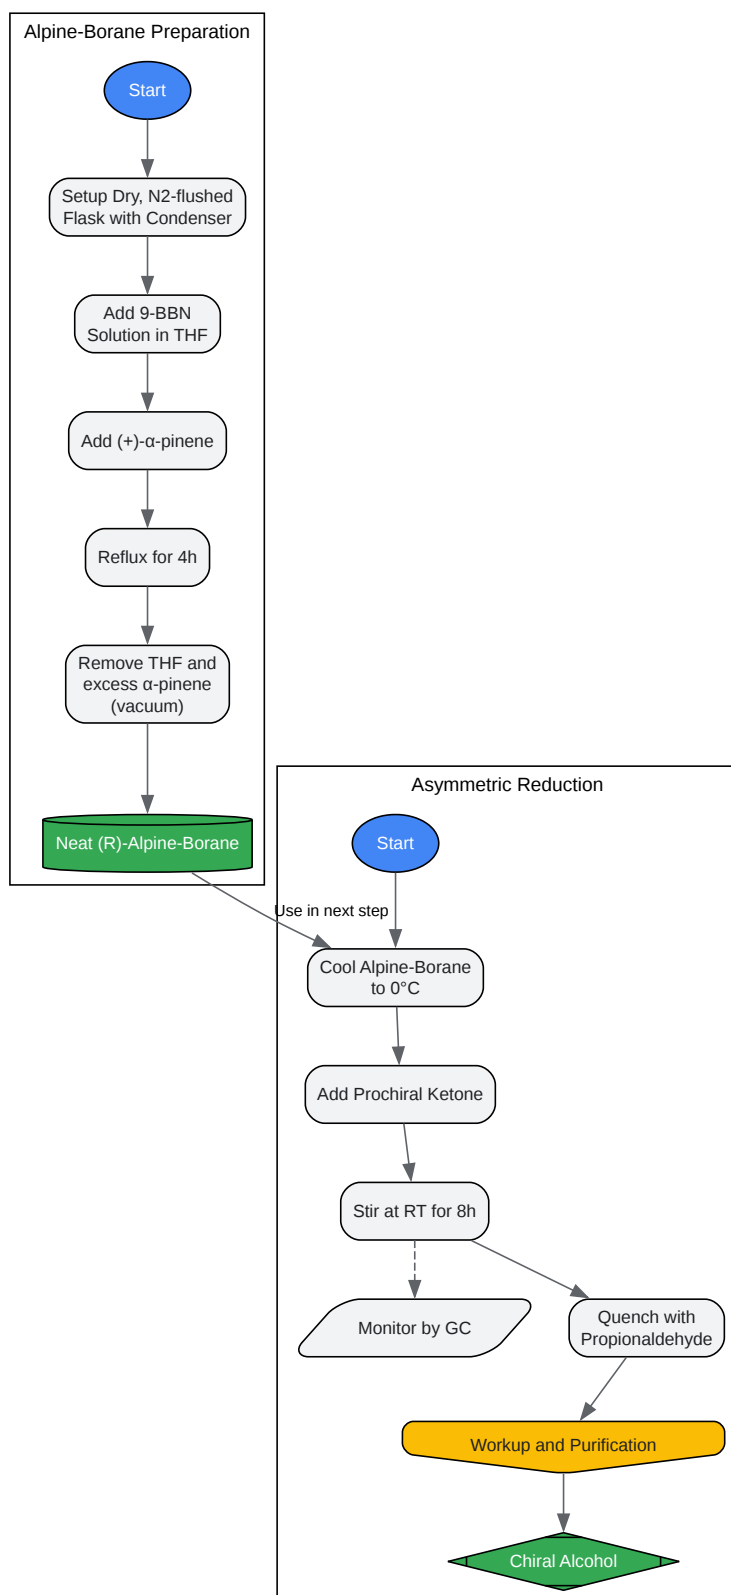 Alpine-Borane Preparation
Start
Setup Dry, N2-flushed
Flask with Condenser
Add 9-BBN
Solution in THF
Add (+)-α-pinene
Reflux for 4h
Remove THF and
excess α-pinene
(vacuum)
Neat (R)-Alpine-Borane
Asymmetric Reduction
Start
Use in next step
Cool Alpine-Borane
to 0°C
Add Prochiral Ketone
Stir at RT for 8h
Monitor by GC
Quench with
Propionaldehyde
Workup and Purification
Chiral Alcohol